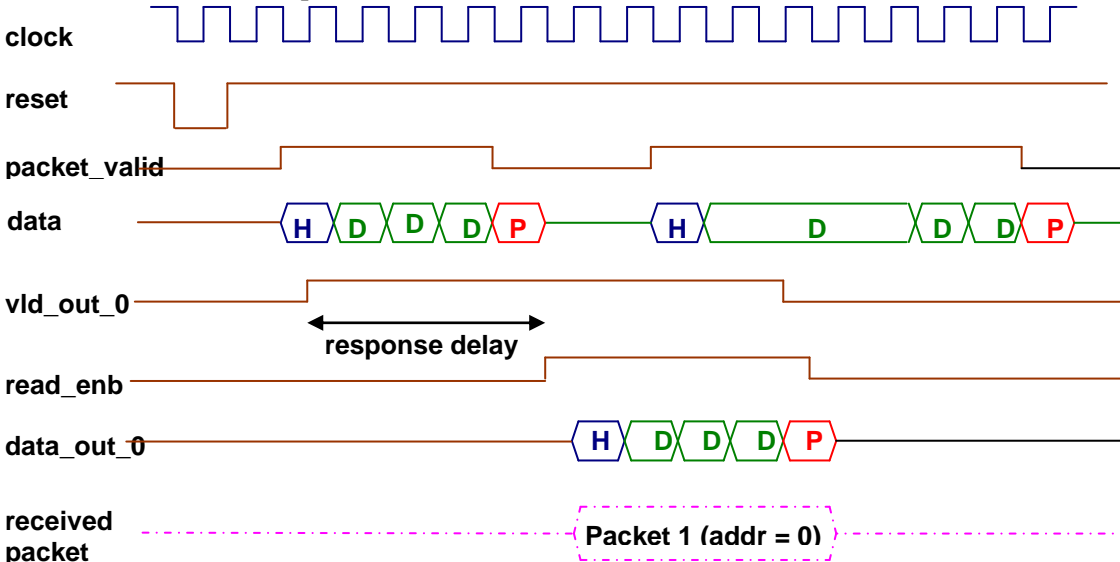 clock
reset
packet_valid
data
H D D D P H D D D P
vld_out_0
response delay
read_enb
data_out_0
H D D D P
received
packet
Packet 1 (addr = 0)